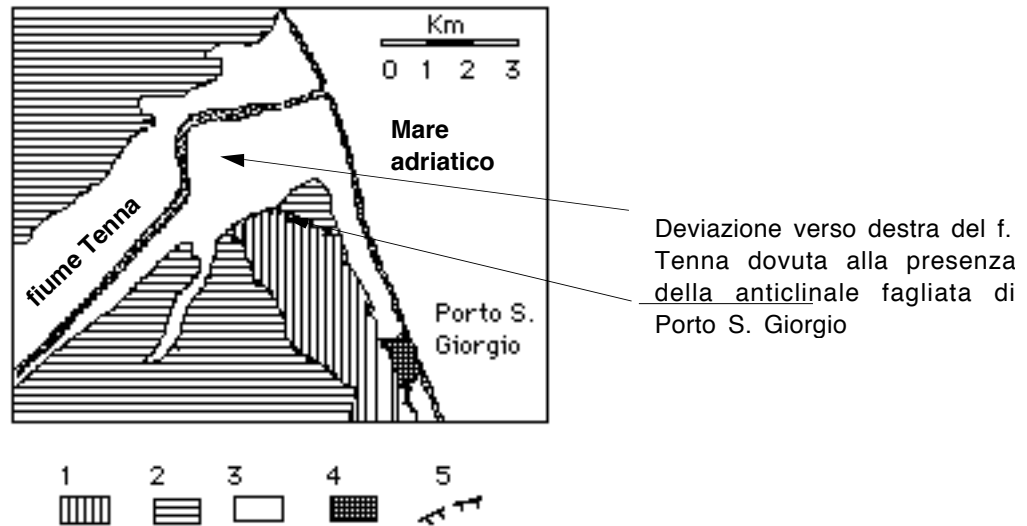 Km
0 1 2 3
Mare
adriatico
fiume Tenna
Deviazione verso destra del f.
Tenna dovuta alla presenza
della anticlinale fagliata di
Porto S. Giorgio
Porto S.
Giorgio
1 2 3 4 5